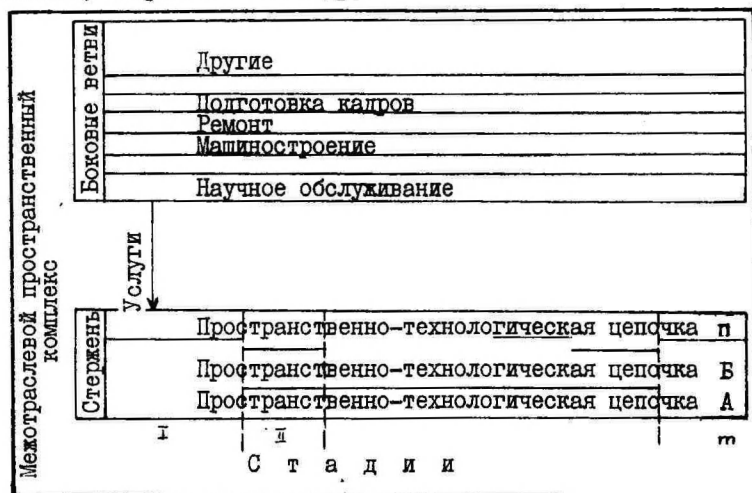 Межотраслевой пространственный
комплекс
Боковые ветви
Другие
Подготовка кадров
Ремонт
Машиностроение
Научное обслуживание
Услуги
Стержень
Пространственно-технологическая цепочка п
Пространственно-технологическая цепочка Б
Пространственно-технологическая цепочка А
I II m
С т а д и и